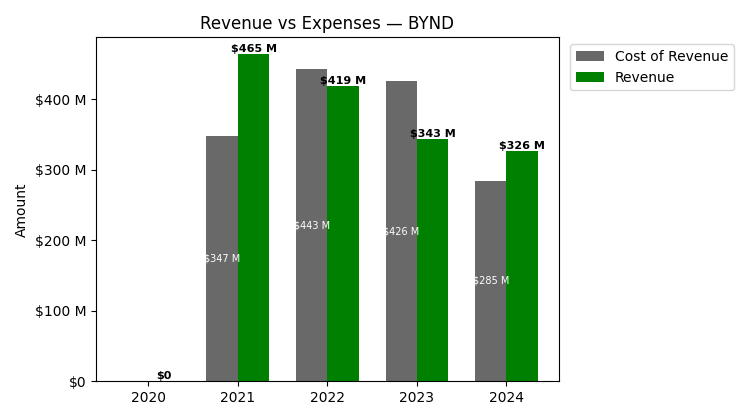 Revenue vs Expenses — BYND
Cost of Revenue
Revenue
Amount
$400 M
$300 M
$200 M
$100 M
$0
$0
$465 M
$419 M
$343 M
$326 M
$347 M
$443 M
$426 M
$285 M
2020 2021 2022 2023 2024